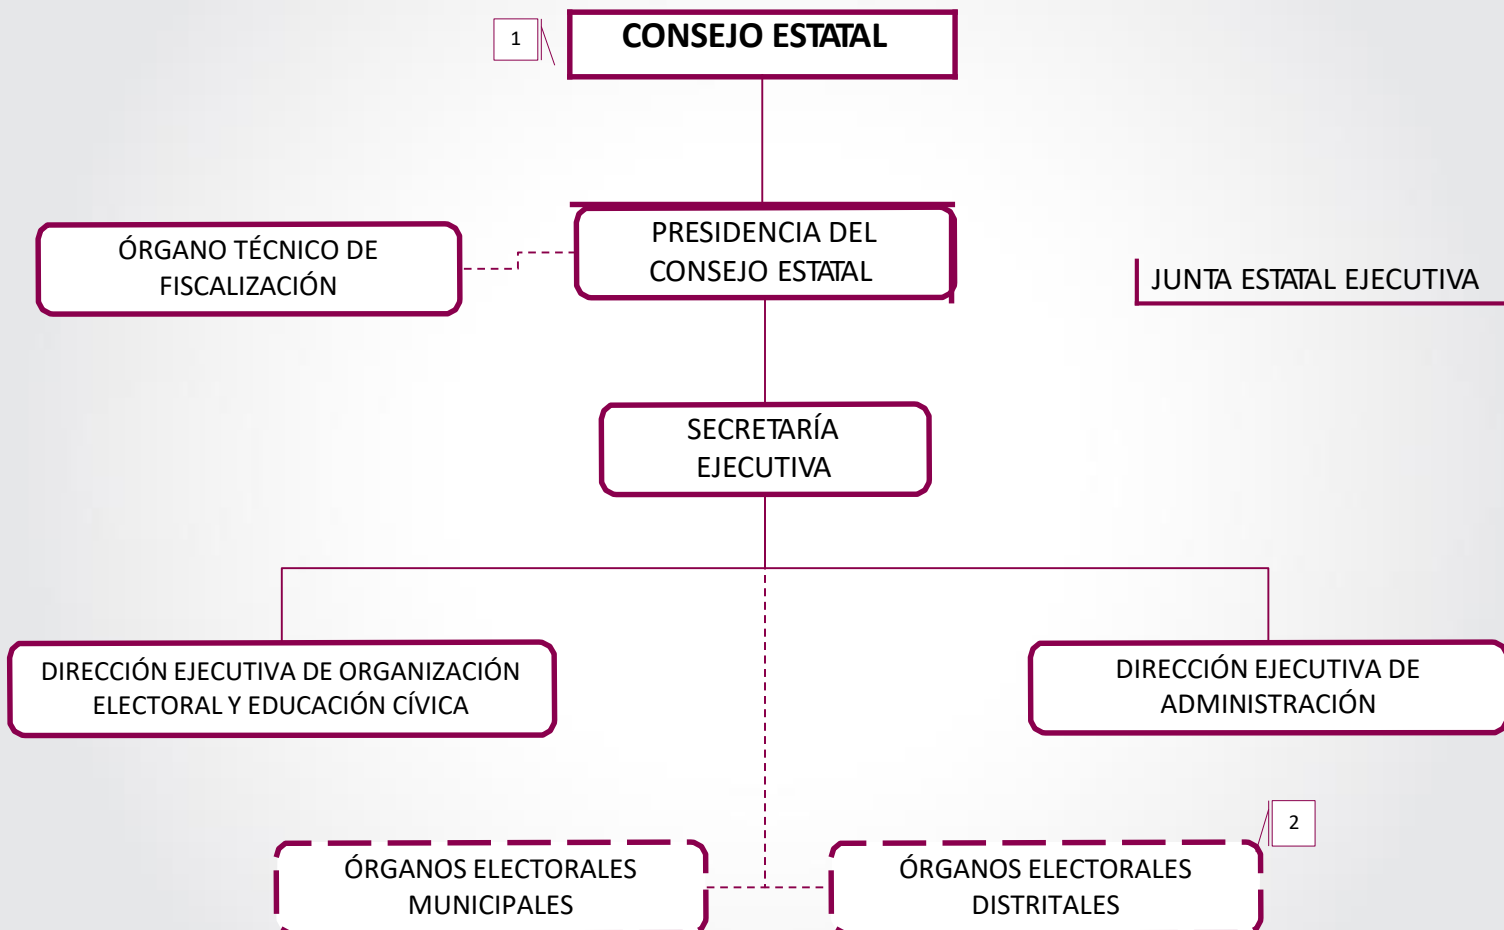 1
CONSEJO ESTATAL
ÓRGANO TÉCNICO DE
FISCALIZACIÓN
PRESIDENCIA DEL
CONSEJO ESTATAL
JUNTA ESTATAL EJECUTIVA
SECRETARÍA
EJECUTIVA
DIRECCIÓN EJECUTIVA DE ORGANIZACIÓN
ELECTORAL Y EDUCACIÓN CÍVICA
DIRECCIÓN EJECUTIVA DE
ADMINISTRACIÓN
2
ÓRGANOS ELECTORALES
MUNICIPALES
ÓRGANOS ELECTORALES
DISTRITALES